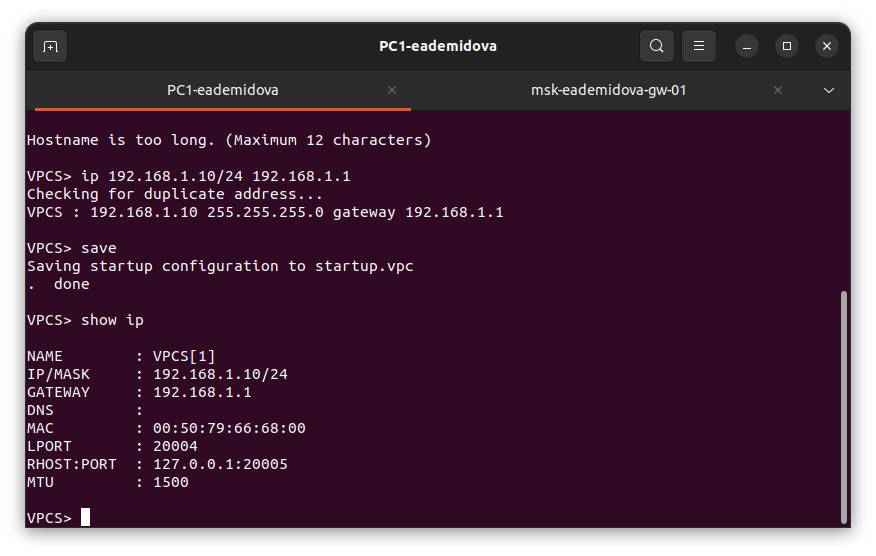 PC1-eademidova
PC1-eademidova
msk-eademidova-gw-01
Hostname is too long. (Maximum 12 characters)
VPCS> ip 192.168.1.10/24 192.168.1.1
Checking for duplicate address...
VPCS : 192.168.1.10 255.255.255.0 gateway 192.168.1.1
VPCS> save
Saving startup configuration to startup.vpc
.  done
VPCS> show ip
NAME        : VPCS[1]
IP/MASK     : 192.168.1.10/24
GATEWAY     : 192.168.1.1
DNS         :
MAC         : 00:50:79:66:68:00
LPORT       : 20004
RHOST:PORT  : 127.0.0.1:20005
MTU         : 1500
VPCS>